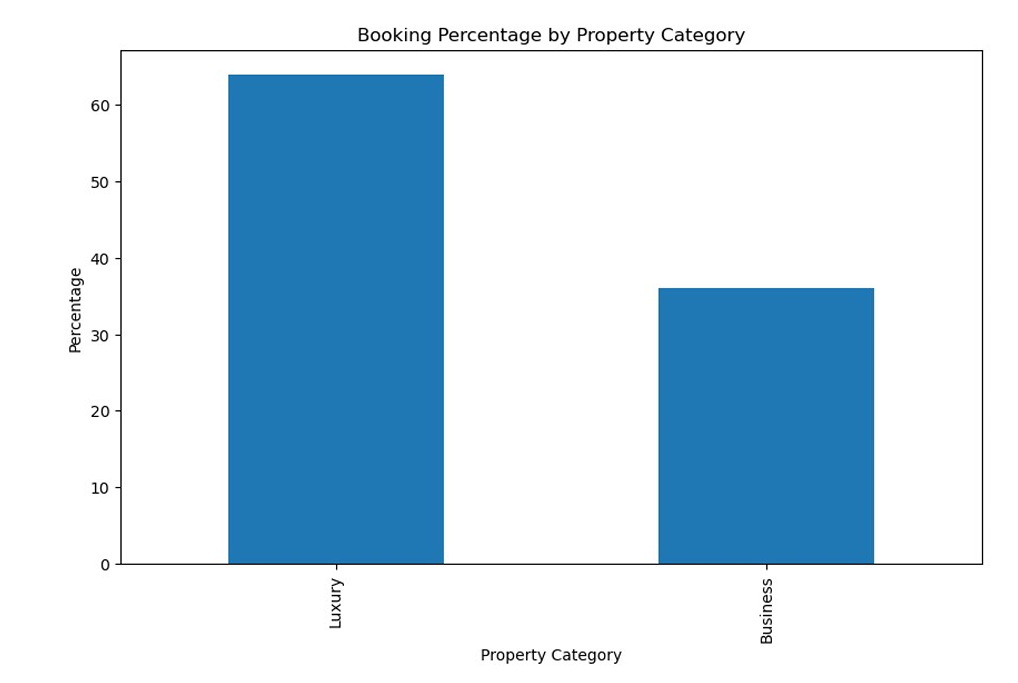 Booking Percentage by Property Category
60
50
40
30
20
10
0
Percentage
Luxury
Business
Property Category